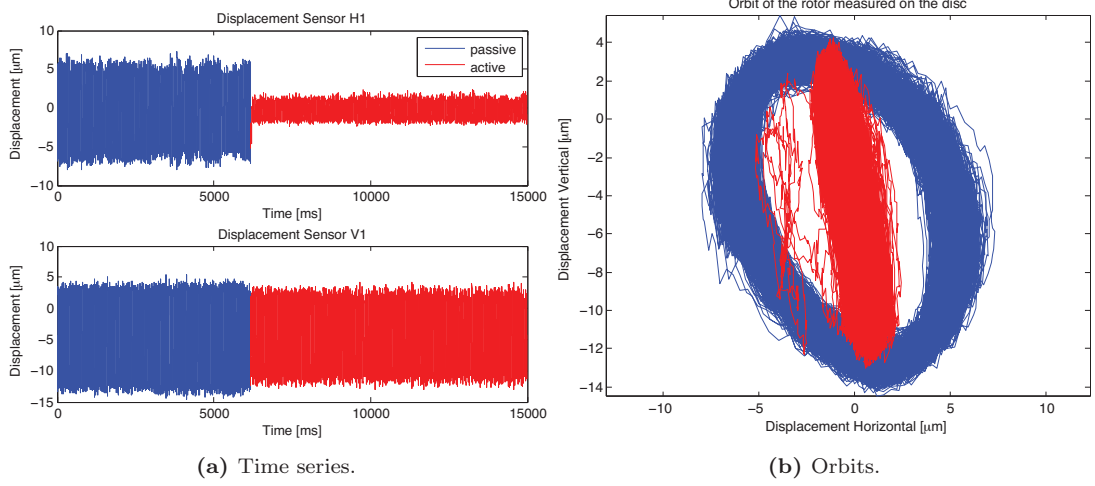 Displacement Sensor H1
10
5
0
−5
−10
Displacement [μm]
passive
active
0
5000
10000
15000
Time [ms]
Displacement Sensor V1
10
5
0
−5
−10
−15
Displacement [μm]
0
5000
10000
15000
Time [ms]
(a) Time series.
Orbit of the rotor measured on the disc
4
2
0
−2
−4
−6
−8
−10
−12
−14
Displacement Vertical [μm]
−10
−5
0
5
10
Displacement Horizontal [μm]
(b) Orbits.